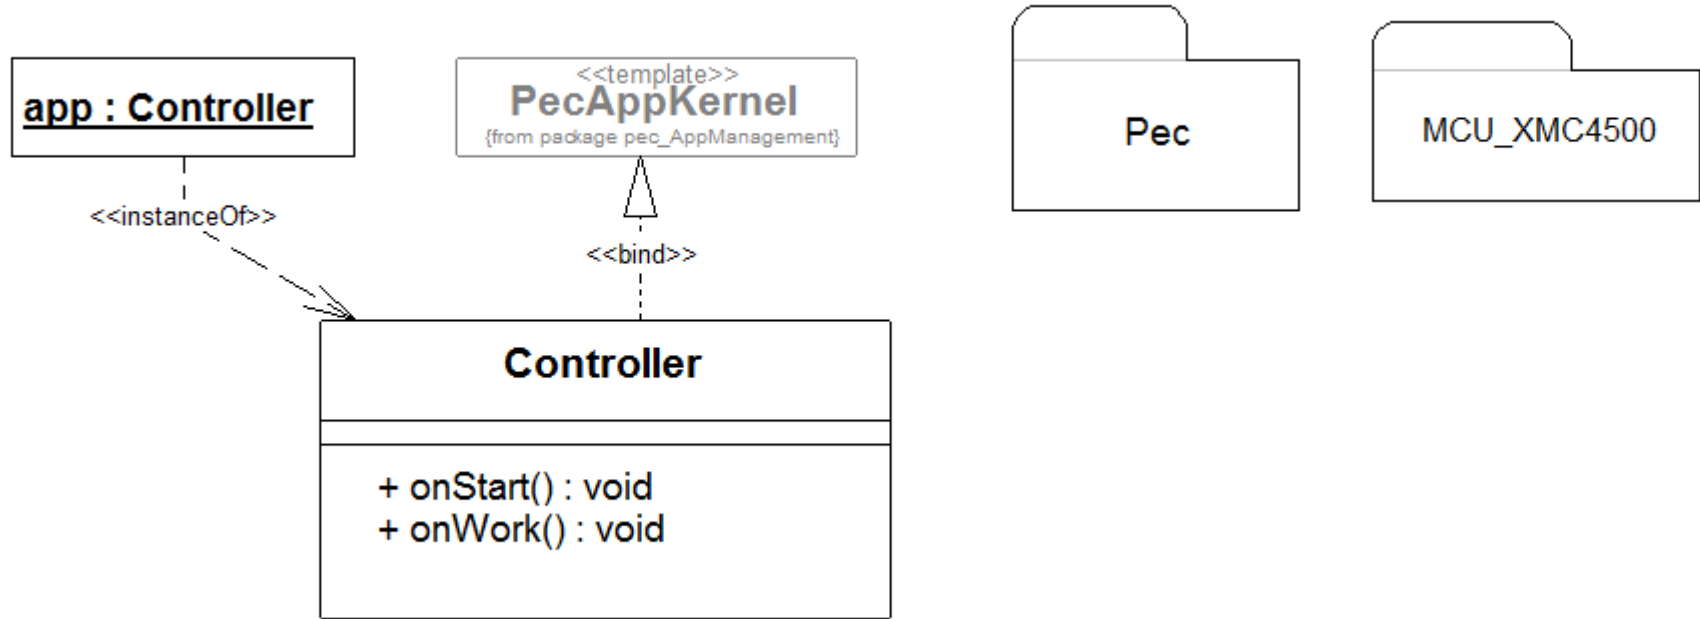 app : Controller
<<template>>
PecAppKernel
{from package pec_AppManagement}
Pec
MCU_XMC4500
<<instanceOf>>
<<bind>>
Controller
+ onStart() : void
+ onWork() : void